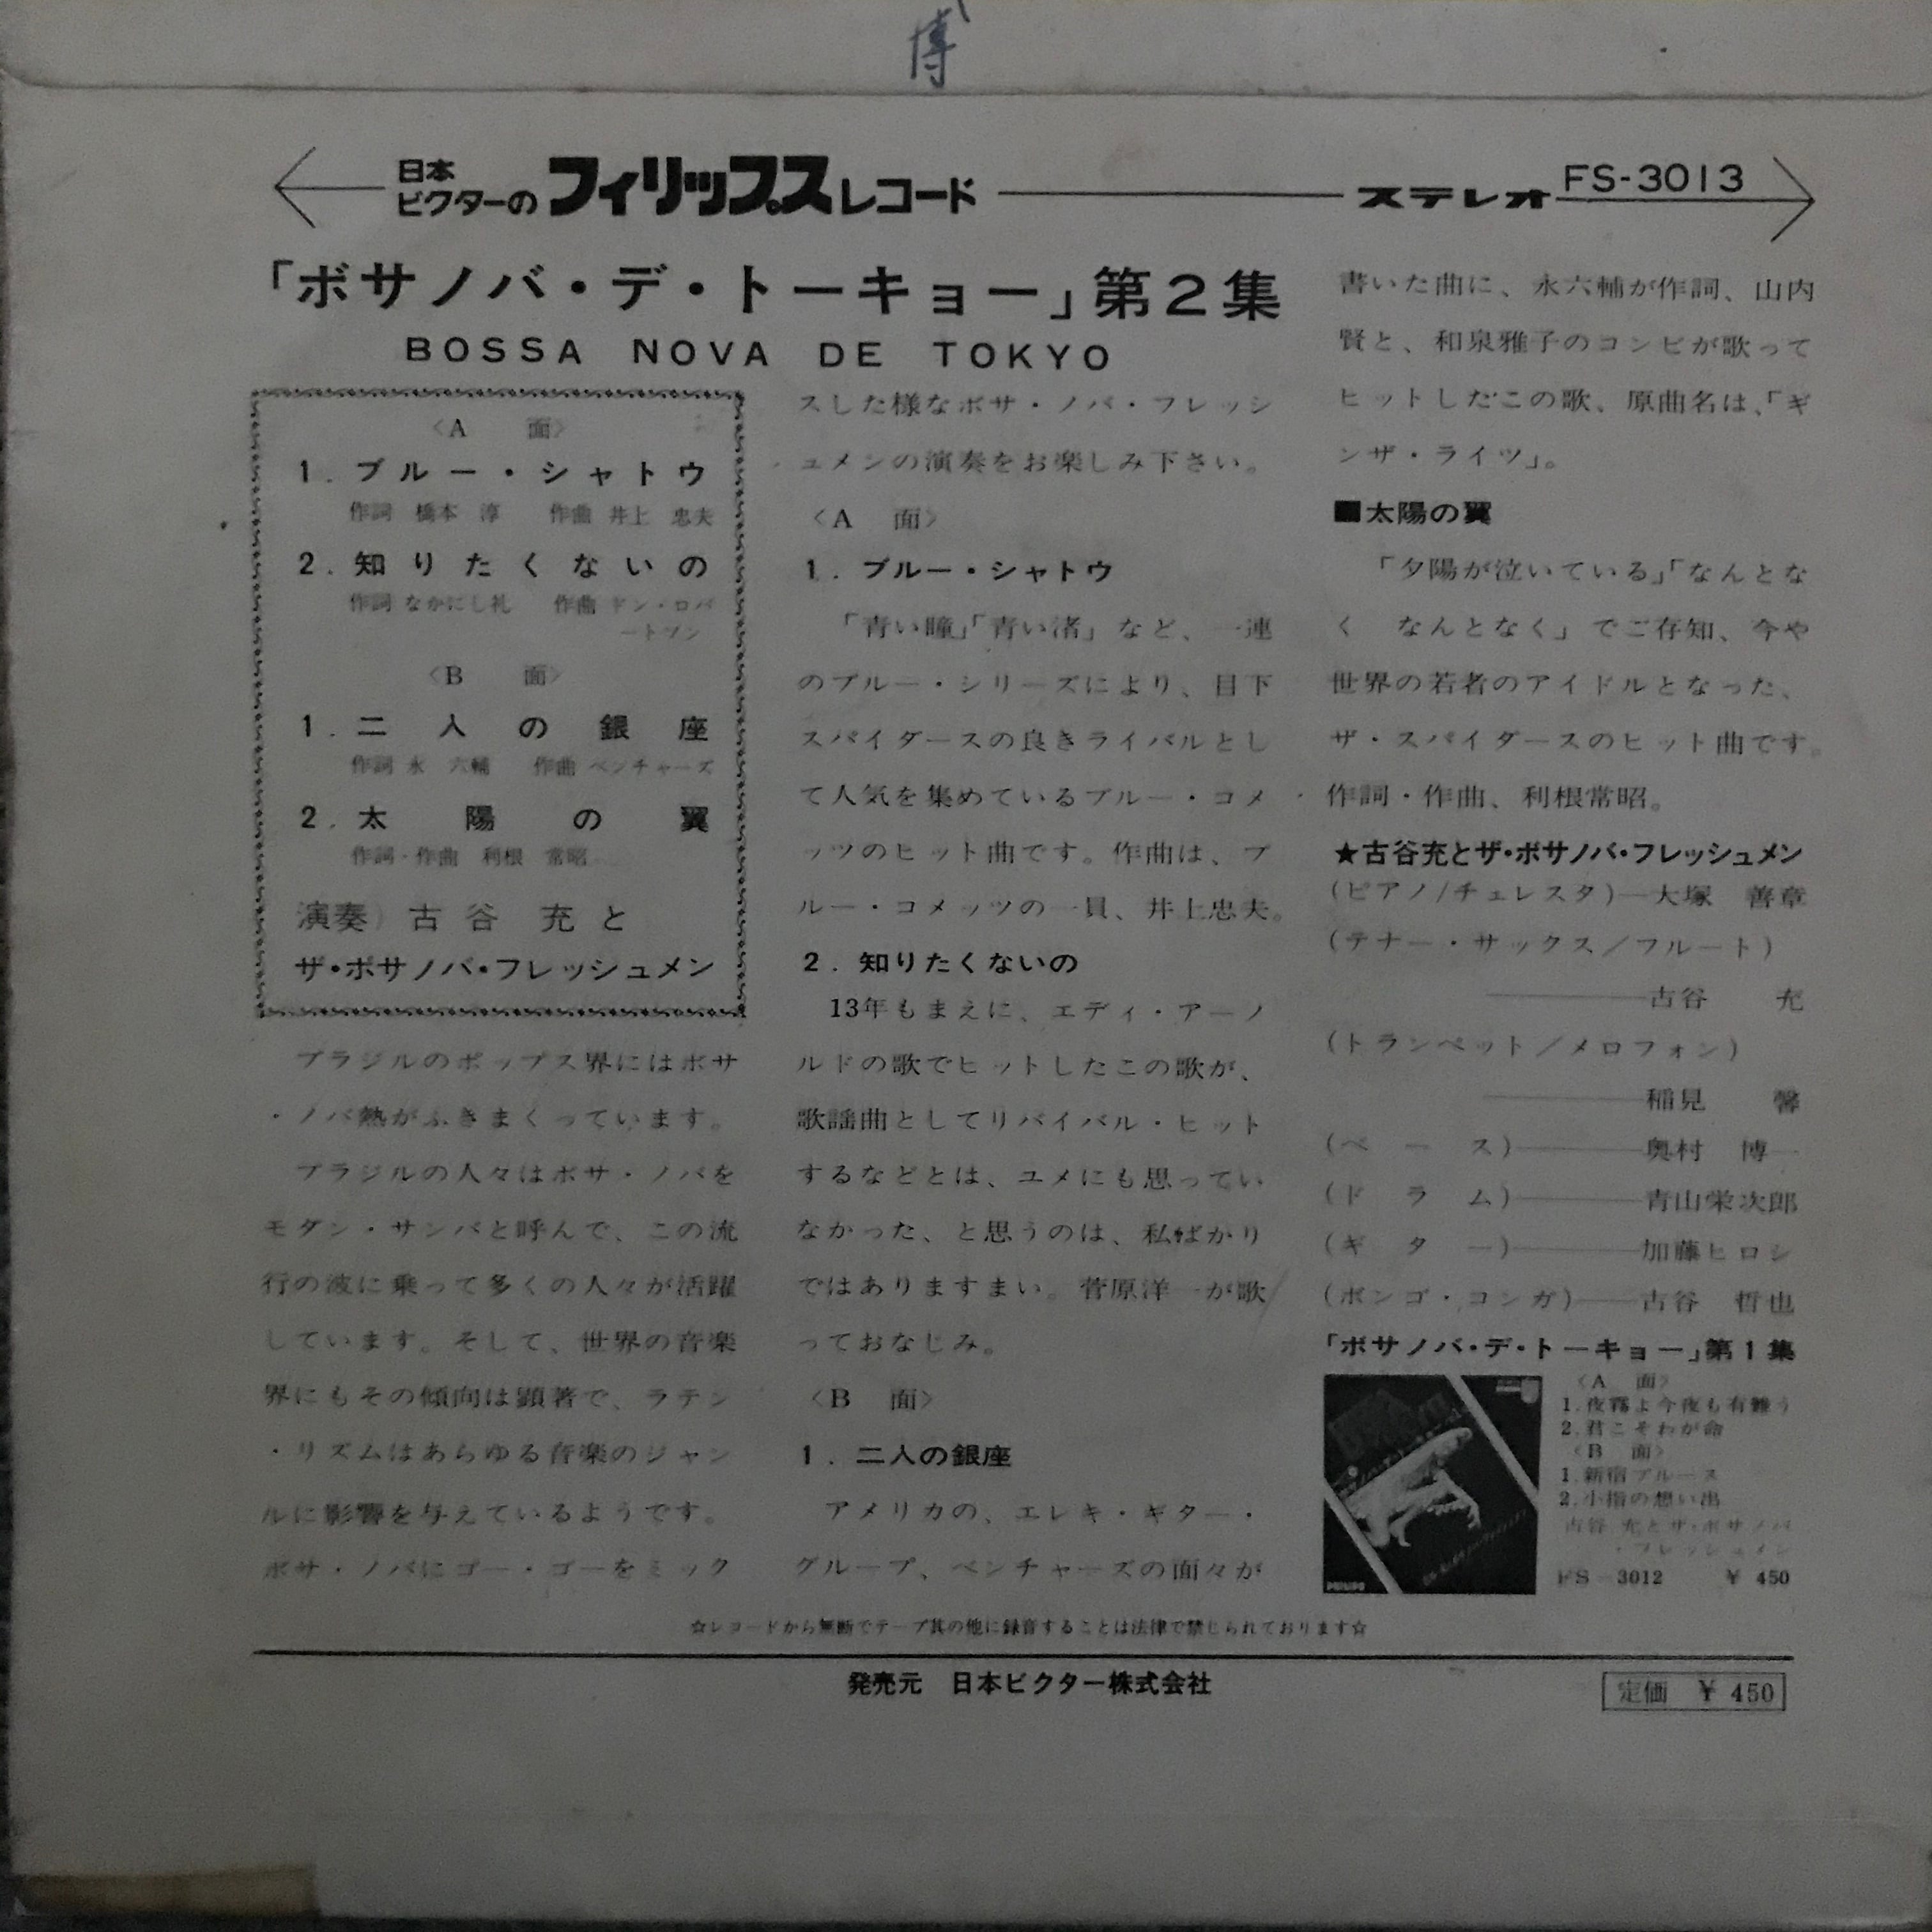 博
日本
ビクターの フィリップス レコード ステレオ FS-3013
「ボサノバ・デ・トーキョー」第2集
BOSSA NOVA DE TOKYO
〈A 面〉
1. ブルー・シャトウ
作詞 橋本 淳 作曲 井上 忠夫
2. 知りたくないの
作詞 なかにし礼 作曲 ドン・ロバ
ートソン
〈B 面〉
1. 二人の銀座
作詞 永 六輔 作曲 ベンチャーズ
2. 太陽の翼
作詞・作曲 利根 常昭
演奏) 古谷 充と
ザ・ボサノバ・フレッシュメン
ブラジルのポップス界にはボサ
・ノバ熱がふきまくっています。
ブラジルの人々はボサ・ノバを
モダン・サンバと呼んで、この流
行の波に乗って多くの人々が活躍
しています。そして、世界の音楽
界にもその傾向は顕著で、ラテン
・リズムはあらゆる音楽のジャン
ルに影響を与えているようです。
ボサ・ノバにゴー・ゴーをミック
スした様なボサ・ノバ・フレッシ
ュメンの演奏をお楽しみ下さい。
〈A 面〉
1. ブルー・シャトウ
「青い瞳」「青い渚」など、一連
のブルー・シリーズにより、目下
スパイダースの良きライバルとし
て人気を集めているブルー・コメ
ッツのヒット曲です。作曲は、ブ
ルー・コメッツの一員、井上忠夫。
2. 知りたくないの
13年もまえに、エディ・アーノ
ルドの歌でヒットしたこの歌が、
歌謡曲としてリバイバル・ヒット
するなどとは、ユメにも思ってい
なかった、と思うのは、私ばかり
ではありますまい。菅原洋一が歌
っておなじみ。
〈B 面〉
1. 二人の銀座
アメリカの、エレキ・ギター・
グループ、ベンチャーズの面々が
書いた曲に、永六輔が作詞、山内
賢と、和泉雅子のコンビが歌って
ヒットしたこの歌、原曲名は、「ギ
ンザ・ライツ」。
■太陽の翼
「夕陽が泣いている」「なんとな
く なんとなく」でご存知、今や
世界の若者のアイドルとなった、
ザ・スパイダースのヒット曲です。
作詞・作曲、利根常昭。
★古谷充とザ・ボサノバ・フレッシュメン
(ピアノ/チェレスタ)―大塚 善章
(テナー・サックス/フルート)
―――古谷 充
(トランペット/メロフォン)
―――稲見 馨
(ベース)―――奥村 博一
(ドラム)―――青山栄次郎
(ギター)―――加藤ヒロシ
(ボンゴ・コンガ)――古谷 哲也
「ボサノバ・デ・トーキョー」第1集
〈A 面〉
1.夜霧よ今夜も有難う
2.君こそわが命
〈B 面〉
1.新宿ブルース
2.小指の想い出
古谷 充とザ・ボサノバ
・フレッシュメン
FS-3012 ¥450
PHILIPS
☆レコードから無断でテープ其の他に録音することは法律で禁じられております☆
発売元 日本ビクター株式会社
定価 ¥450